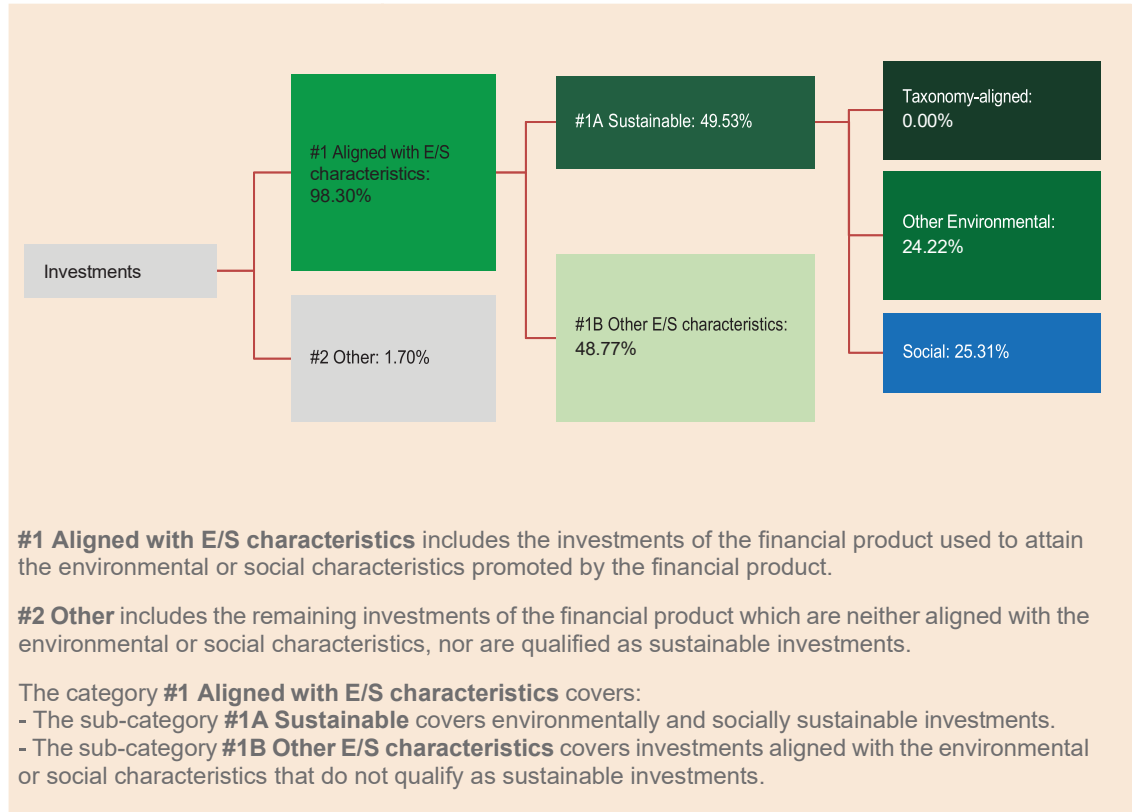 Investments
#1 Aligned with E/S
characteristics:
98.30%
#2 Other: 1.70%
#1A Sustainable: 49.53%
#1B Other E/S characteristics:
48.77%
Taxonomy-aligned:
0.00%
Other Environmental:
24.22%
Social: 25.31%
#1 Aligned with E/S characteristics includes the investments of the financial product used to attain
the environmental or social characteristics promoted by the financial product.
#2 Other includes the remaining investments of the financial product which are neither aligned with the
environmental or social characteristics, nor are qualified as sustainable investments.
The category #1 Aligned with E/S characteristics covers:
- The sub-category #1A Sustainable covers environmentally and socially sustainable investments.
- The sub-category #1B Other E/S characteristics covers investments aligned with the environmental
or social characteristics that do not qualify as sustainable investments.